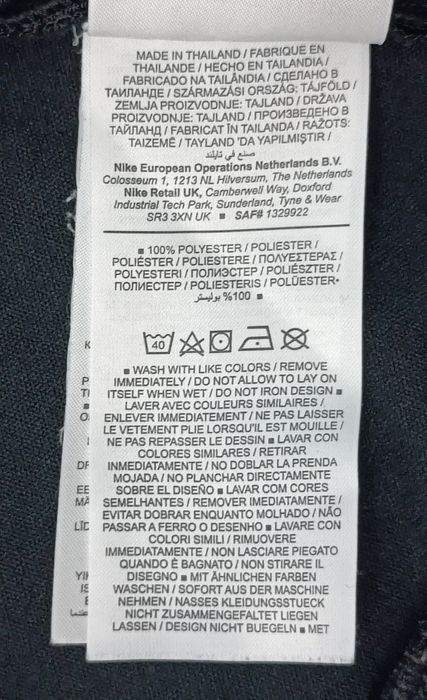 MADE IN THAILAND / FABRIQUE EN
THAILANDE / HECHO EN TAILANDIA /
FABRICADO NA TAILÂNDIA / СДЕЛАНО В
ТАИЛАНДЕ / SZÁRMAZÁSI ORSZÁG: TÁJFÖLD /
ZEMLJA PROIZVODNJE: TAJLAND / DRŽAVA
PROIZVODNJE: TAJLAND / ПРОИЗВЕДЕНО В
ТАЙЛАНД / FABRICAT ÎN TAILANDA / RAŽOTS:
TAIZEMĒ / TAYLAND 'DA YAPILMIŞTIR /
صنع في تايلند
Nike European Operations Netherlands B.V.
Colosseum 1, 1213 NL Hilversum, The Netherlands
Nike Retail UK, Camberwell Way, Doxford
Industrial Tech Park, Sunderland, Tyne & Wear
SR3 3XN UK ■ SAF# 1329922
■ 100% POLYESTER / POLIESTER /
POLIÉSTER / POLIESTERE / ΠΟΛΥΕΣΤΕΡΑΣ /
POLYESTERI / ПОЛИЭСТЕР / POLIÉSZTER /
ПОЛИЕСТЕР / POLIESTERIS / POLÜESTER▪
■ %100 بوليستر
40
■ WASH WITH LIKE COLORS / REMOVE
IMMEDIATELY / DO NOT ALLOW TO LAY ON
ITSELF WHEN WET / DO NOT IRON DESIGN ■
LAVER AVEC COULEURS SIMILAIRES /
ENLEVER IMMEDIATEMENT / NE PAS LAISSER
LE VETEMENT PLIE LORSQU'IL EST MOUILLE /
NE PAS REPASSER LE DESSIN ■ LAVAR CON
COLORES SIMILARES / RETIRAR
INMEDIATAMENTE / NO DOBLAR LA PRENDA
MOJADA / NO PLANCHAR DIRECTAMENTE
SOBRE EL DISEÑO ■ LAVAR COM CORES
SEMELHANTES / REMOVER IMEDIATAMENTE /
EVITAR DOBRAR ENQUANTO MOLHADO / NÃO
PASSAR A FERRO O DESENHO ■ LAVARE CON
COLORI SIMILI / RIMUOVERE
IMMEDIATAMENTE / NON LASCIARE PIEGATO
QUANDO È BAGNATO / NON STIRARE IL
DISEGNO ■ MIT ÄHNLICHEN FARBEN
WASCHEN / SOFORT AUS DER MASCHINE
NEHMEN / NASSES KLEIDUNGSSTUECK
NICHT ZUSAMMENGEFALTET LIEGEN
LASSEN / DESIGN NICHT BUEGELN ■ MET